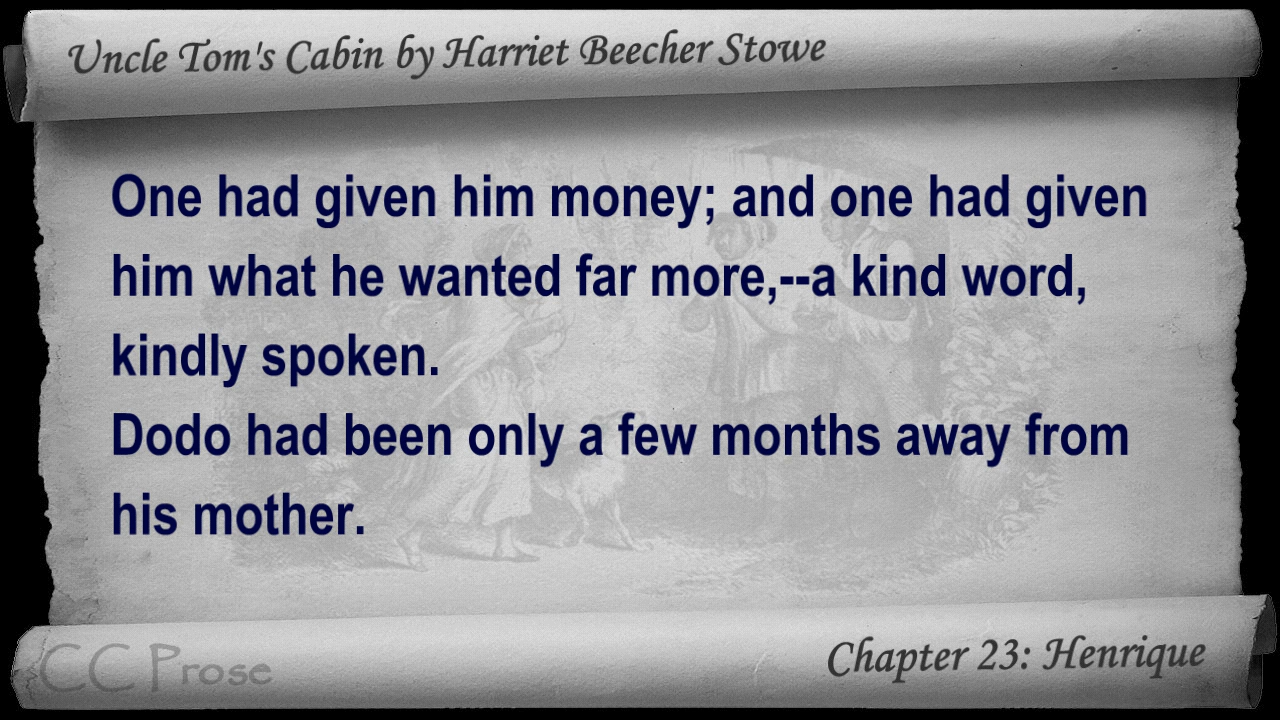 Uncle Tom's Cabin by Harriet Beecher Stowe
One had given him money; and one had given
him what he wanted far more,--a kind word,
kindly spoken.
Dodo had been only a few months away from
his mother.
CC Prose
Chapter 23: Henrique